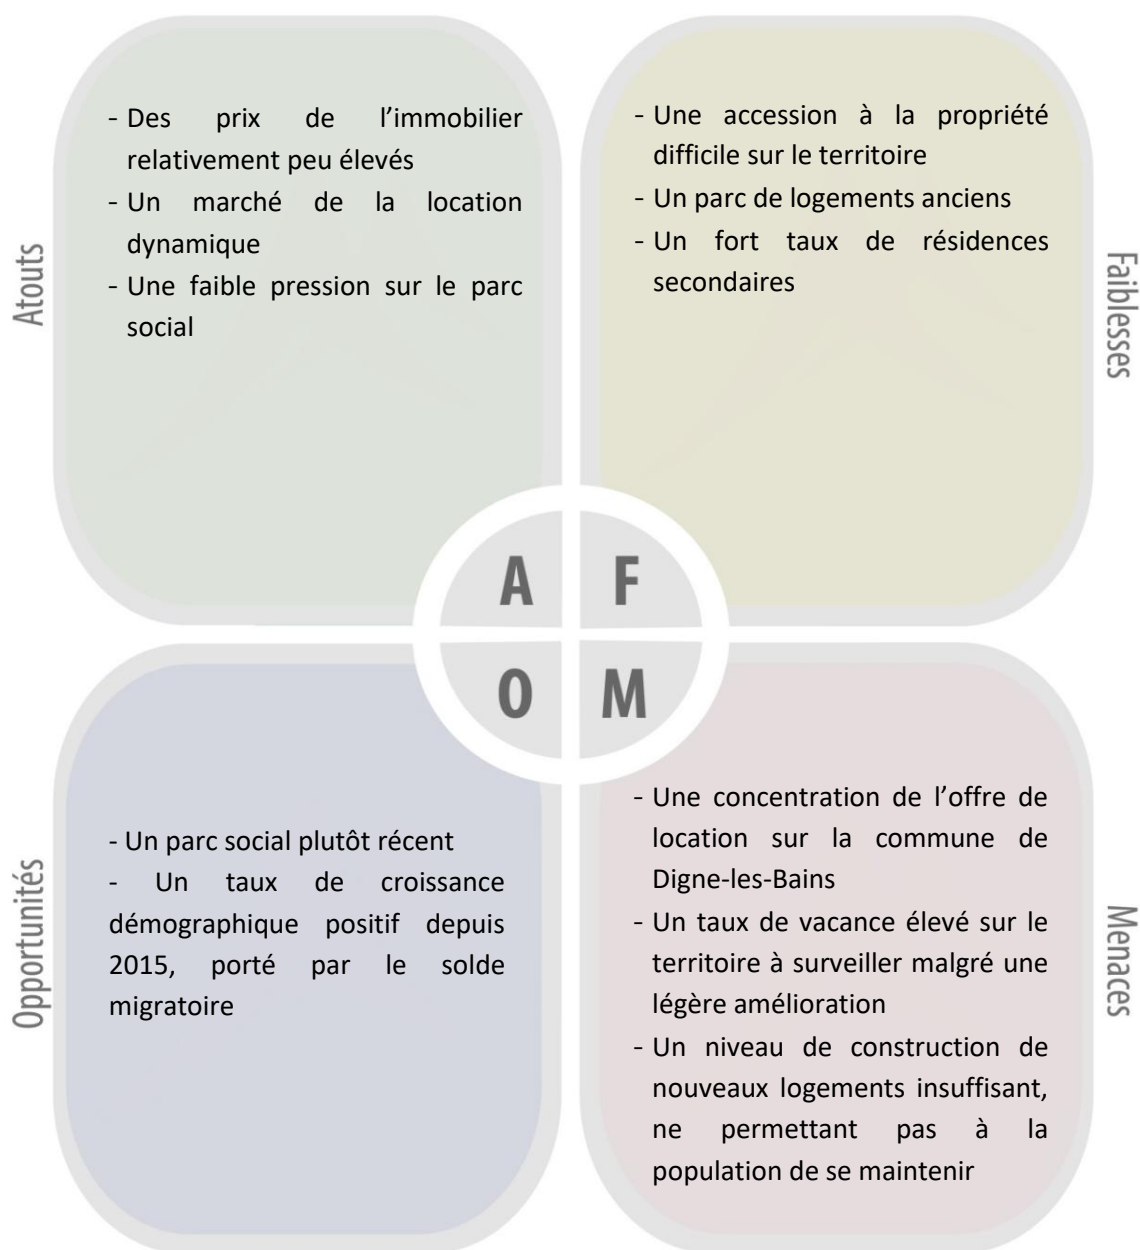 Atouts
- Des prix de l’immobilier
relativement peu élevés
- Un marché de la location
dynamique
- Une faible pression sur le parc
social
Faiblesses
- Une accession à la propriété
difficile sur le territoire
- Un parc de logements anciens
- Un fort taux de résidences
secondaires
A F
O M
Opportunités
- Un parc social plutôt récent
- Un taux de croissance
démographique positif depuis
2015, porté par le solde
migratoire
Menaces
- Une concentration de l’offre de
location sur la commune de
Digne-les-Bains
- Un taux de vacance élevé sur le
territoire à surveiller malgré une
légère amélioration
- Un niveau de construction de
nouveaux logements insuffisant,
ne permettant pas à la
population de se maintenir